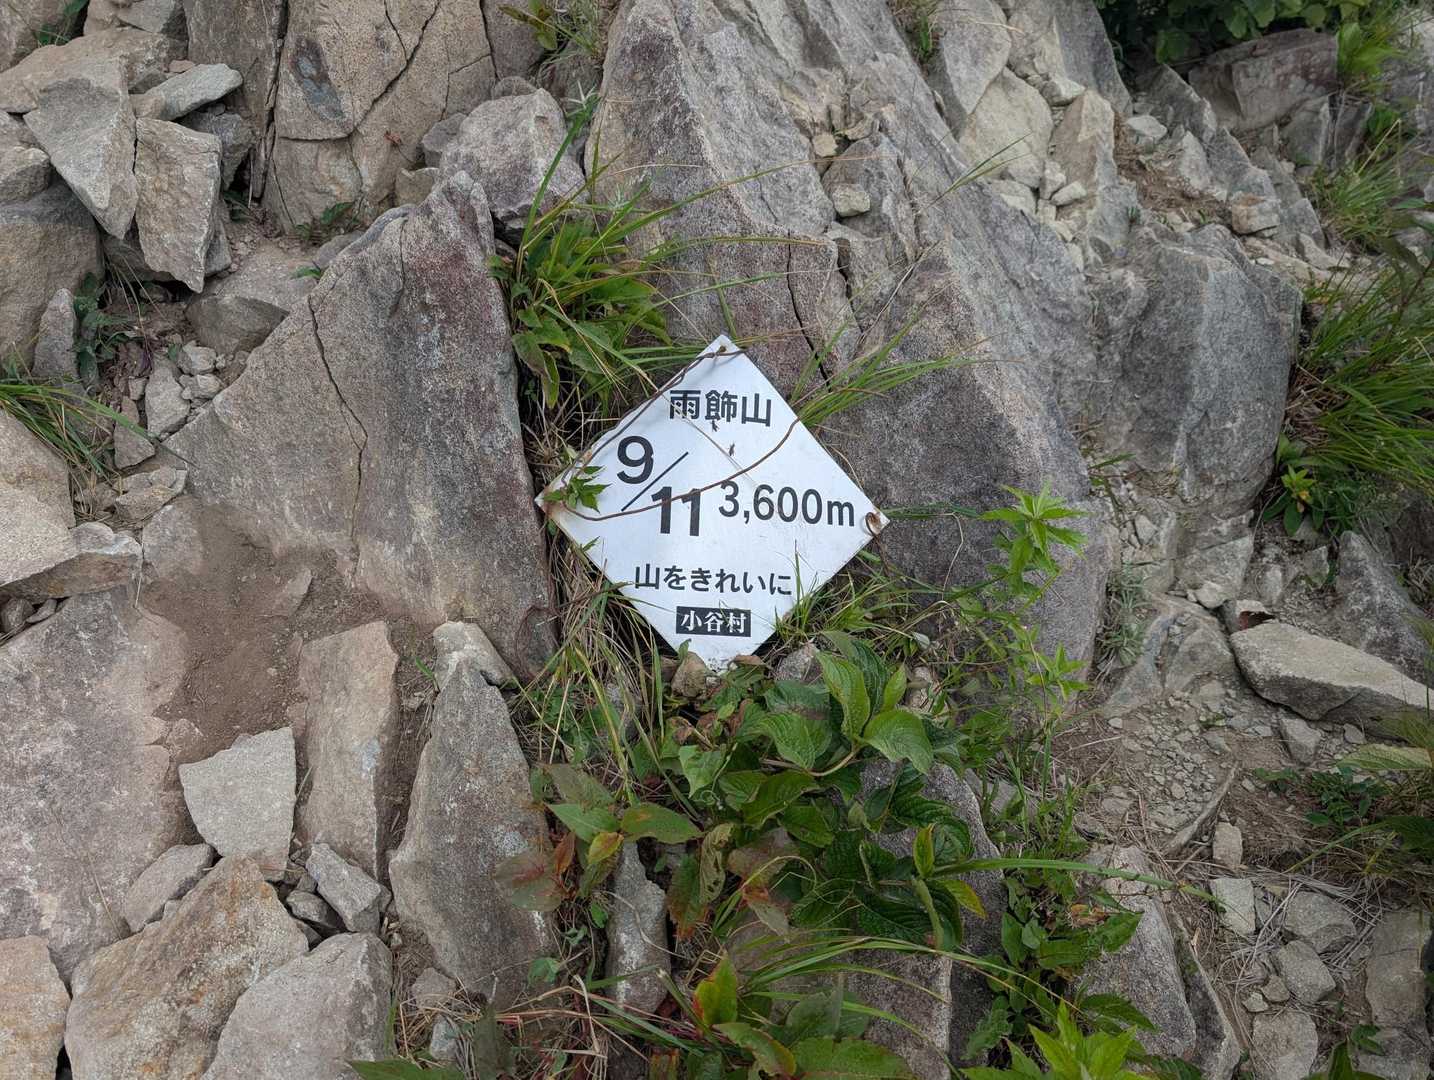 雨飾山
9/11 3,600m
山をきれいに
小谷村